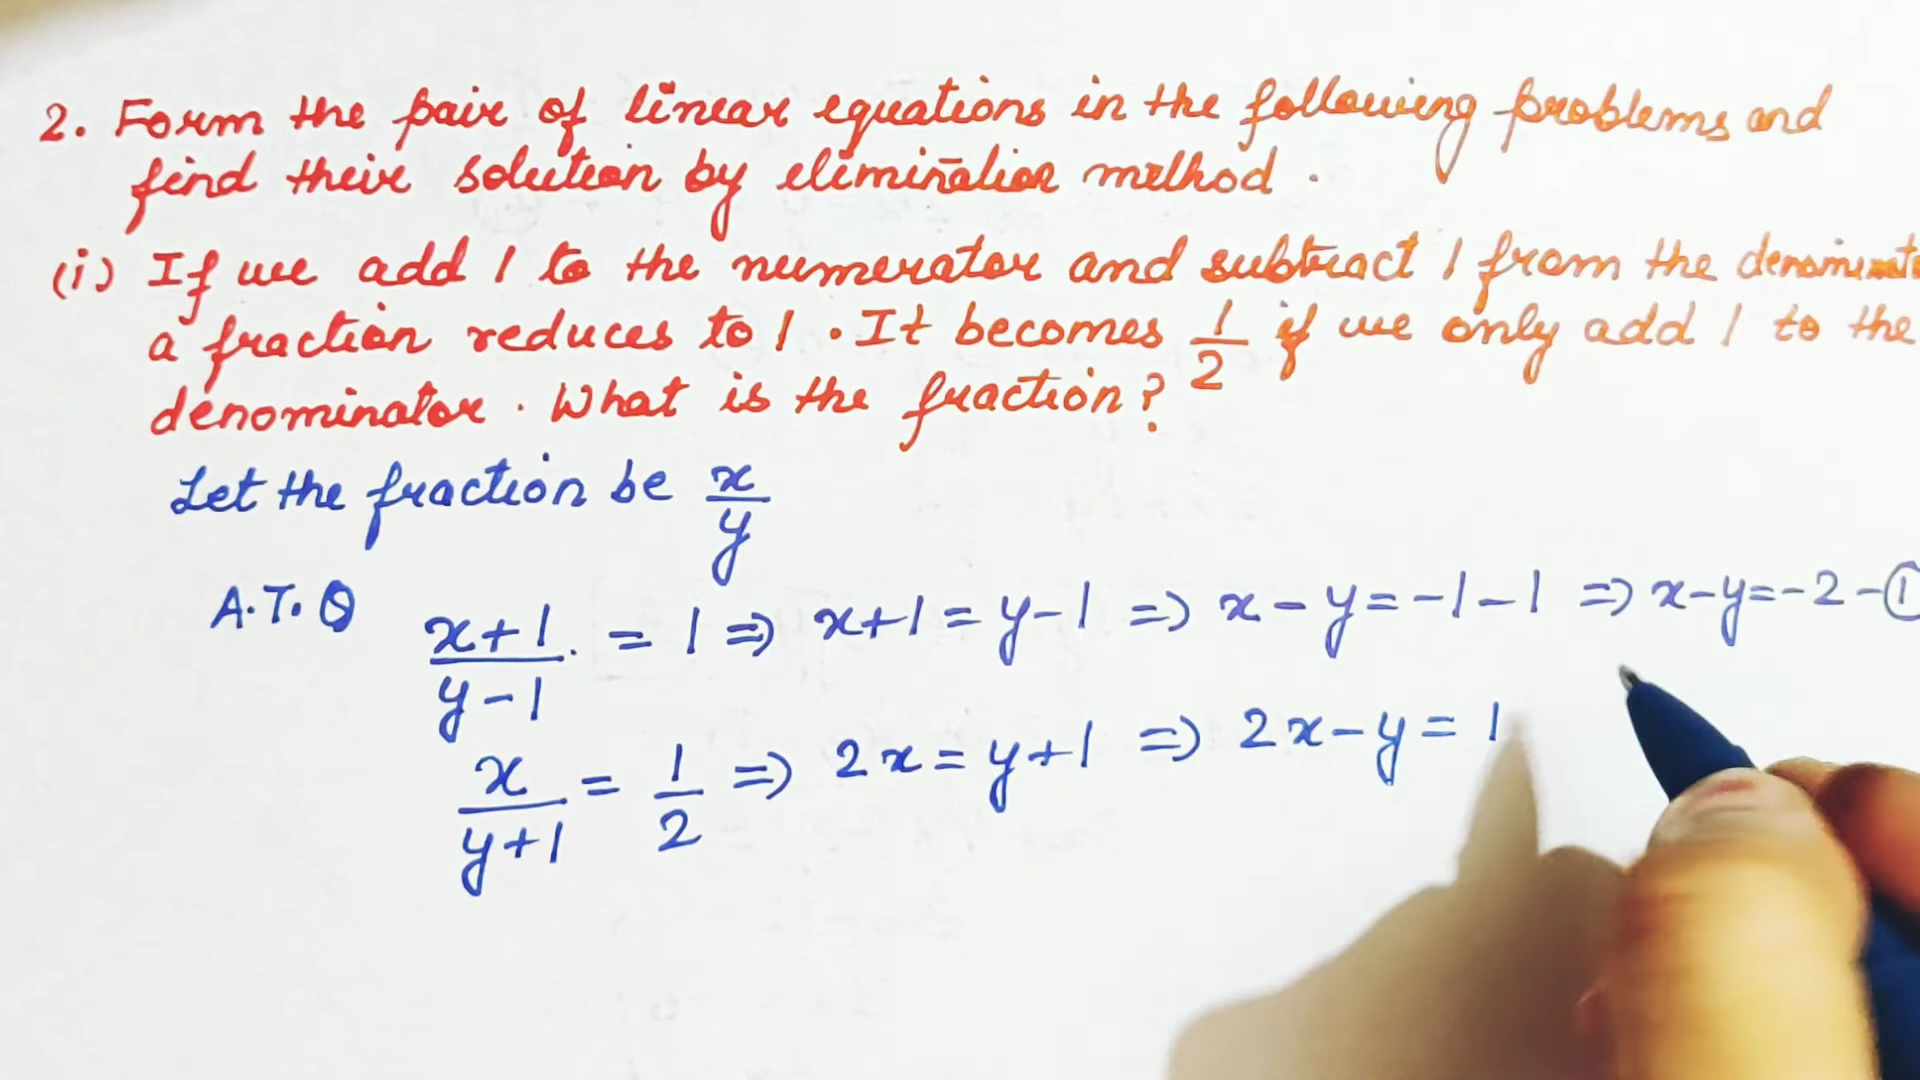 2. Form the pair of linear equations in the following problems and
find their solution by elimination method.
(i) If we add 1 to the numerator and subtract 1 from the
a fraction reduces to 1. It becomes 1/2 if we only add 1 to the
denominator. What is the fraction?
Let the fraction be x/y
A.T.Q (x+1)/(y-1) = 1 => x+1 = y-1 => x-y = -1-1 => x-y = -2 - ①
x/(y+1) = 1/2 => 2x = y+1 => 2x-y = 1